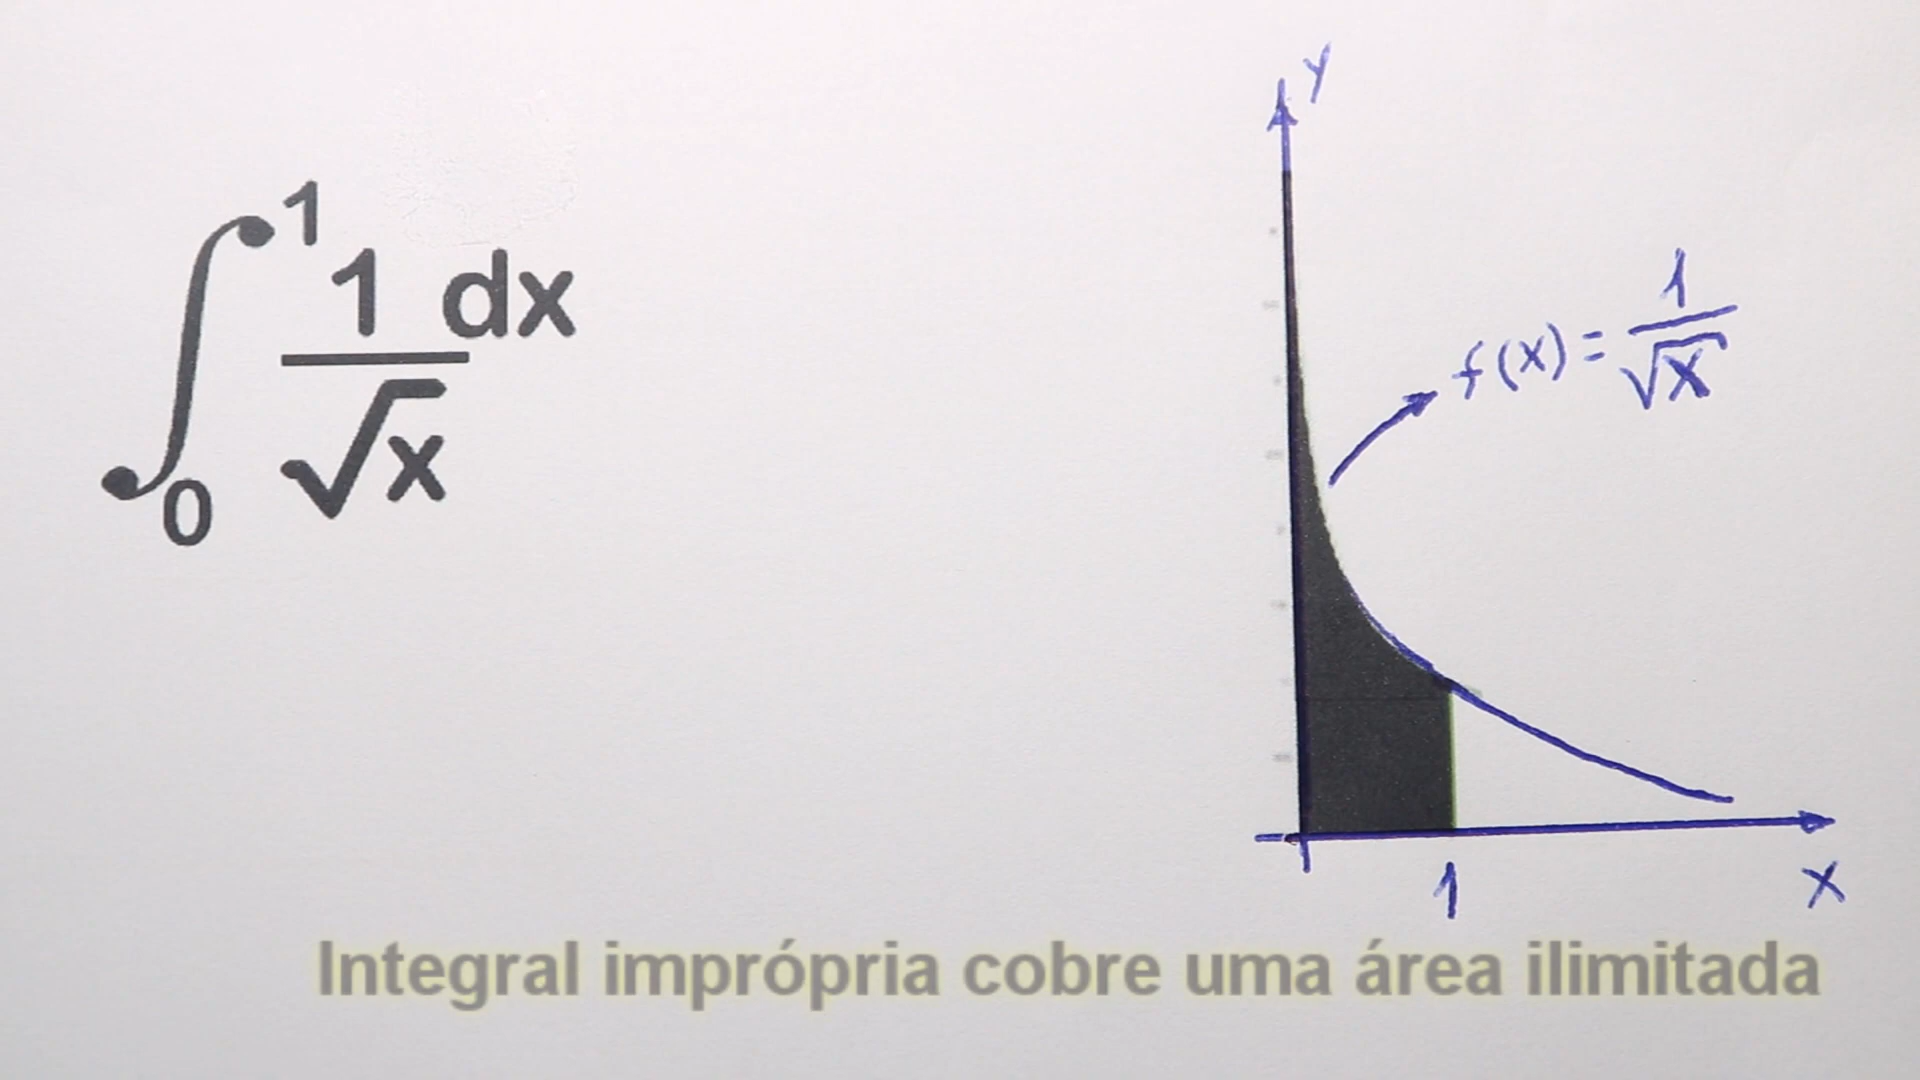 ∫₀¹ 1/√x dx
y
f(x) = 1/√x
1
x
Integral imprópria cobre uma área ilimitada